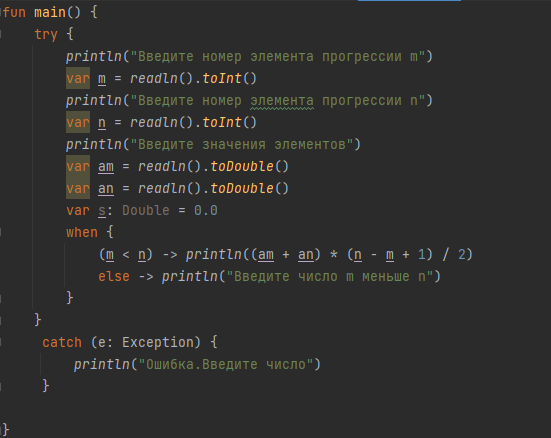 fun main() {
try {
println("Введите номер элемента прогрессии m")
var m = readln().toInt()
println("Введите номер элемента прогрессии n")
var n = readln().toInt()
println("Введите значения элементов")
var am = readln().toDouble()
var an = readln().toDouble()
var s: Double = 0.0
when {
(m < n) -> println((am + an) * (n - m + 1) / 2)
else -> println("Введите число m меньше n")
}
}
catch (e: Exception) {
println("Ошибка.Введите число")
}
}